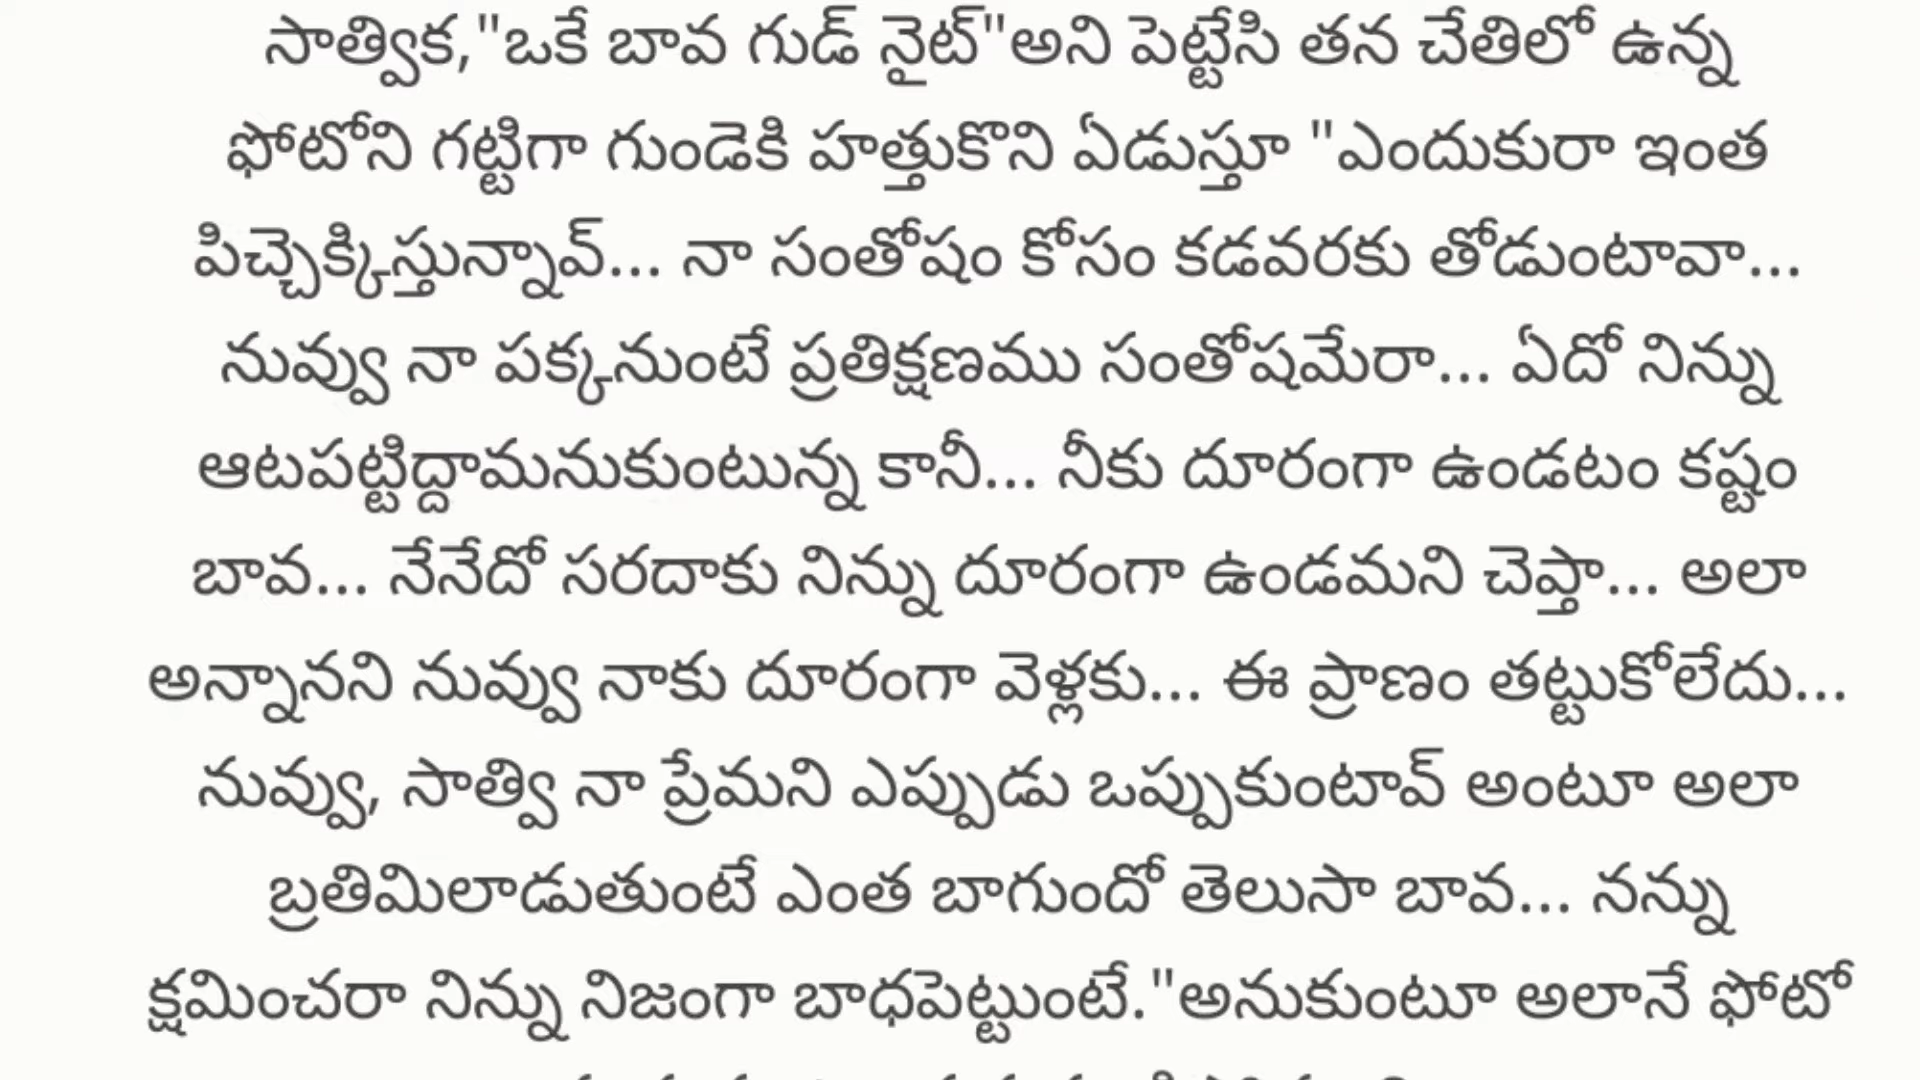 సాత్విక,"ఒకే బావ గుడ్ నైట్"అని పెట్టేసి తన చేతిలో ఉన్న
ఫోటోని గట్టిగా గుండెకి హత్తుకొని ఏడుస్తూ "ఎందుకురా ఇంత
పిచ్చెక్కిస్తున్నావ్... నా సంతోషం కోసం కడవరకు తోడుంటావా...
నువ్వు నా పక్కనుంటే ప్రతిక్షణము సంతోషమేరా... ఏదో నిన్ను
ఆటపట్టిద్దామనుకుంటున్న కానీ... నీకు దూరంగా ఉండటం కష్టం
బావ... నేనేదో సరదాకు నిన్ను దూరంగా ఉండమని చెప్తా... అలా
అన్నానని నువ్వు నాకు దూరంగా వెళ్లకు... ఈ ప్రాణం తట్టుకోలేదు...
నువ్వు, సాత్వి నా ప్రేమని ఎప్పుడు ఒప్పుకుంటావ్ అంటూ అలా
బ్రతిమిలాడుతుంటే ఎంత బాగుందో తెలుసా బావ... నన్ను
క్షమించరా నిన్ను నిజంగా బాధపెట్టుంటే."అనుకుంటూ అలానే ఫోటో